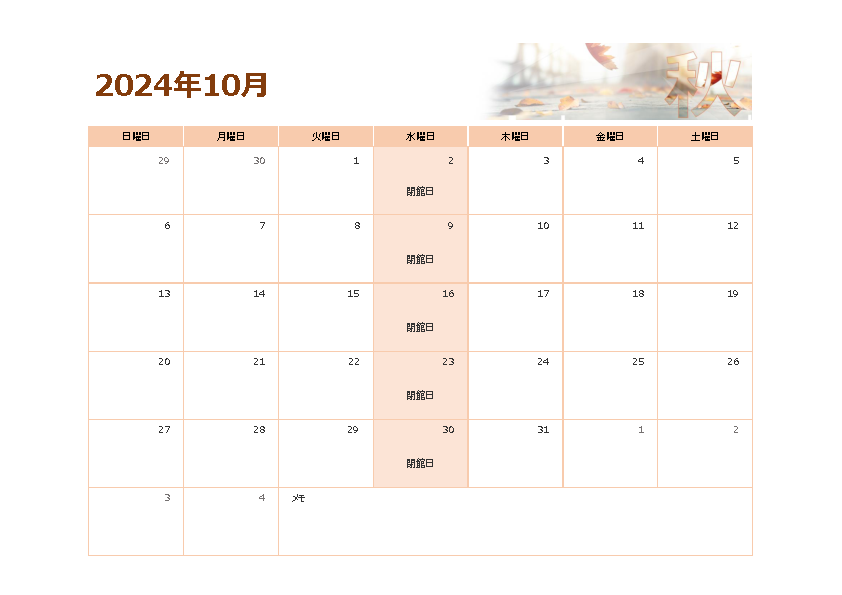 2024年10月
秋
日曜日 月曜日 火曜日 水曜日 木曜日 金曜日 土曜日
29 30 1 2 3 4 5
閉館日
6 7 8 9 10 11 12
閉館日
13 14 15 16 17 18 19
閉館日
20 21 22 23 24 25 26
閉館日
27 28 29 30 31 1 2
閉館日
3 4 メモ